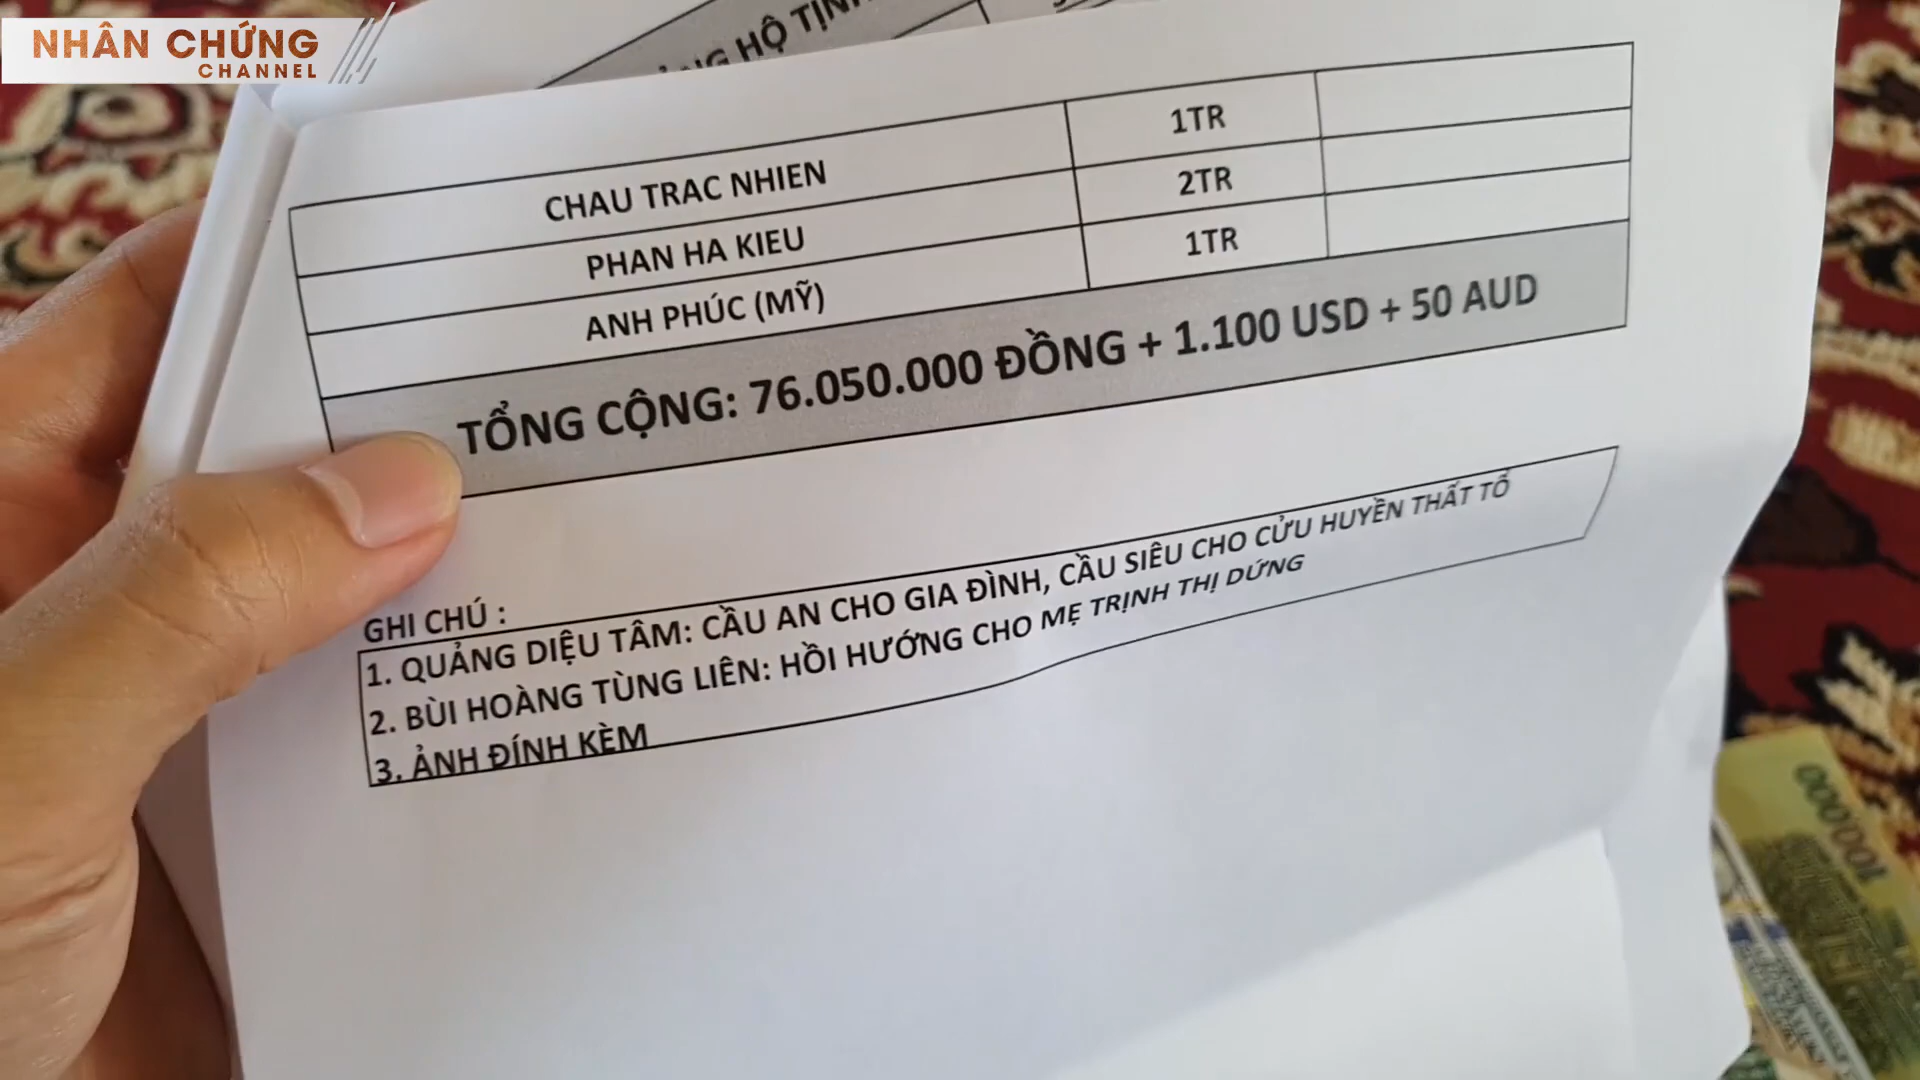 NHÂN CHỨNG
CHANNEL
HỘ
CHAU TRAC NHIEN 1TR
PHAN HA KIEU 2TR
ANH PHÚC (MỸ) 1TR
TỔNG CỘNG: 76.050.000 ĐỒNG + 1.100 USD + 50 AUD
GHI CHÚ :
1. QUẢNG DIỆU TÂM: CẦU AN CHO GIA ĐÌNH, CẦU SIÊU CHO CỬU HUYỀN THẤT TỔ
2. BÙI HOÀNG TÙNG LIÊN: HỒI HƯỚNG CHO MẸ TRỊNH THỊ DỨNG
3. ẢNH ĐÍNH KÈM
100000